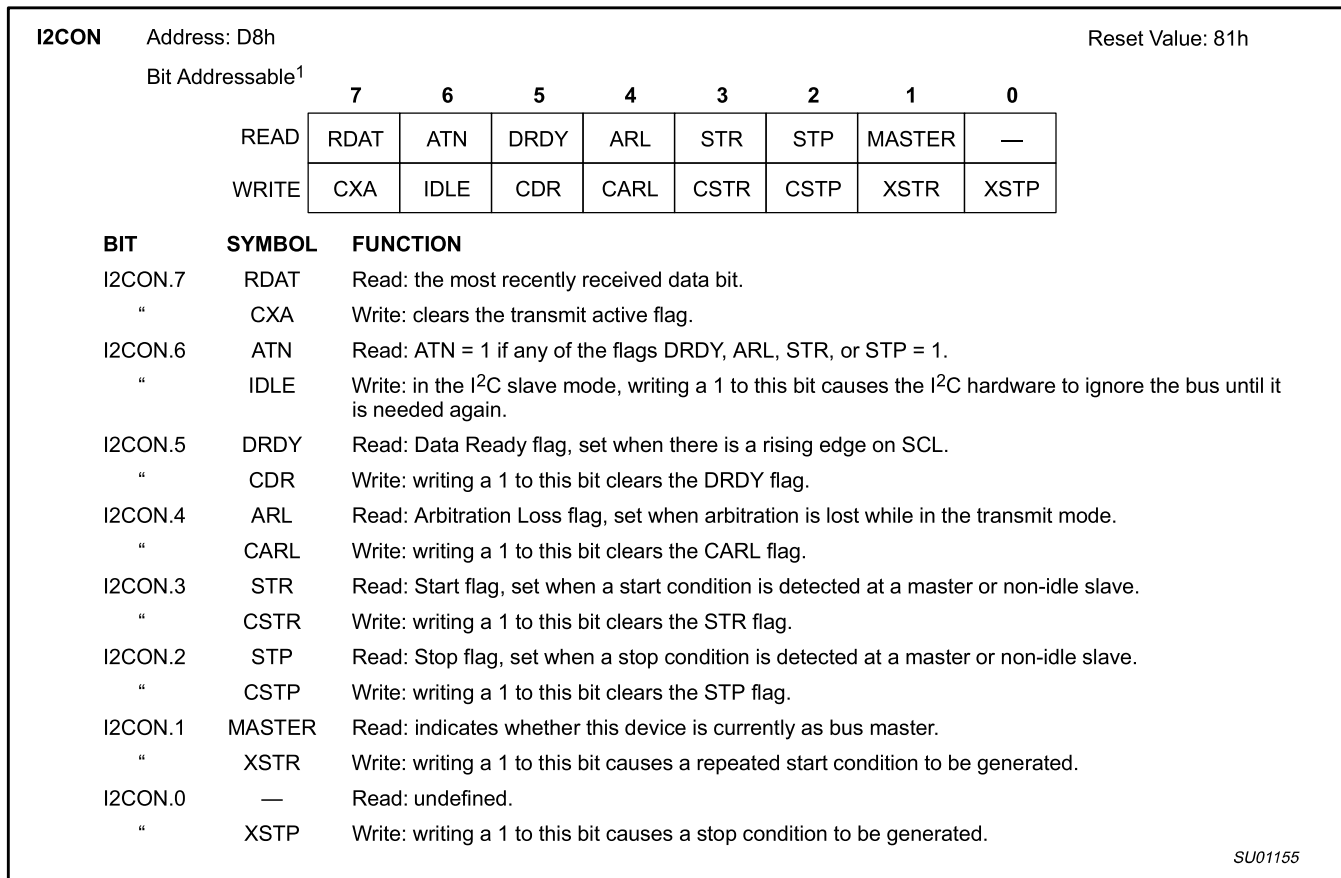 I2CON Address: D8h Reset Value: 81h
Bit Addressable1
7 6 5 4 3 2 1 0
READ RDAT ATN DRDY ARL STR STP MASTER —
WRITE CXA IDLE CDR CARL CSTR CSTP XSTR XSTP
BIT SYMBOL FUNCTION
I2CON.7 RDAT Read: the most recently received data bit.
“ CXA Write: clears the transmit active flag.
I2CON.6 ATN Read: ATN = 1 if any of the flags DRDY, ARL, STR, or STP = 1.
“ IDLE Write: in the I2C slave mode, writing a 1 to this bit causes the I2C hardware to ignore the bus until it
is needed again.
I2CON.5 DRDY Read: Data Ready flag, set when there is a rising edge on SCL.
“ CDR Write: writing a 1 to this bit clears the DRDY flag.
I2CON.4 ARL Read: Arbitration Loss flag, set when arbitration is lost while in the transmit mode.
“ CARL Write: writing a 1 to this bit clears the CARL flag.
I2CON.3 STR Read: Start flag, set when a start condition is detected at a master or non-idle slave.
“ CSTR Write: writing a 1 to this bit clears the STR flag.
I2CON.2 STP Read: Stop flag, set when a stop condition is detected at a master or non-idle slave.
“ CSTP Write: writing a 1 to this bit clears the STP flag.
I2CON.1 MASTER Read: indicates whether this device is currently as bus master.
“ XSTR Write: writing a 1 to this bit causes a repeated start condition to be generated.
I2CON.0 — Read: undefined.
“ XSTP Write: writing a 1 to this bit causes a stop condition to be generated.
SU01155